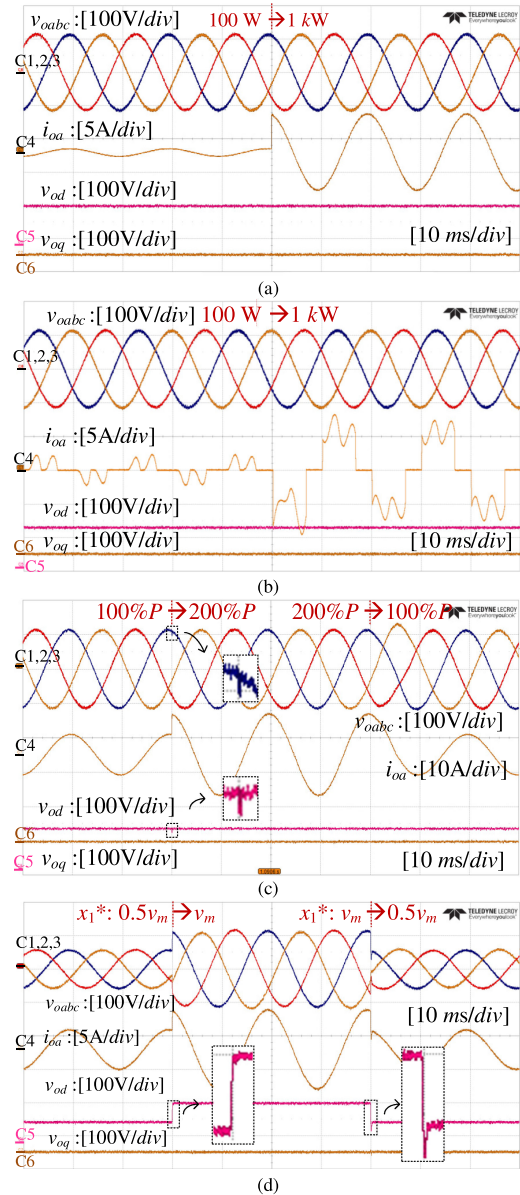 v_oabc:[100V/div] 100 W→1 kW TELEDYNE LECROY
Everywhereyoulook™
C1,2,3
i_oa :[5A/div]
C4
v_od :[100V/div]
C5
v_oq :[100V/div] [10 ms/div]
C6
(a)
v_oabc:[100V/div] 100 W→1 kW TELEDYNE LECROY
Everywhereyoulook™
C1,2,3
i_oa :[5A/div]
C4
v_od :[100V/div]
C6 v_oq :[100V/div] [10 ms/div]
C5
(b)
100%P→200%P 200%P→100%P TELEDYNE LECROY
Everywhereyoulook™
C1,2,3
v_oabc:[100V/div]
C4
i_oa:[10A/div]
v_od :[100V/div]
C6
C5 v_oq :[100V/div] [10 ms/div]
(c)
x₁*: 0.5v_m→v_m x₁*: v_m→0.5v_m TELEDYNE LECROY
Everywhereyoulook™
C1,2,3
v_oabc:[100V/div] [10 ms/div]
C4 i_oa :[5A/div]
v_od :[100V/div]
C5 v_oq :[100V/div]
C6
(d)